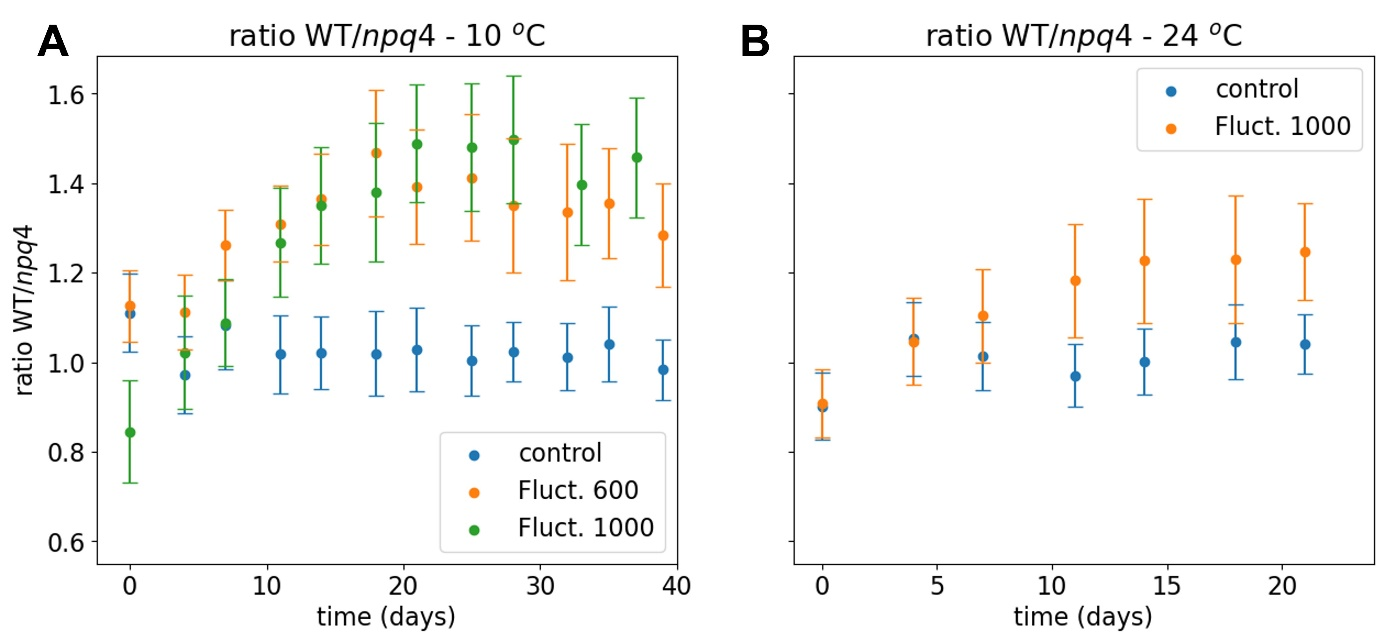 A
ratio WT/npq4 - 10 °C
1.6
1.4
1.2
1.0
0.8
0.6
ratio WT/npq4
control
Fluct. 600
Fluct. 1000
0 10 20 30 40
time (days)
B
ratio WT/npq4 - 24 °C
control
Fluct. 1000
0 5 10 15 20
time (days)